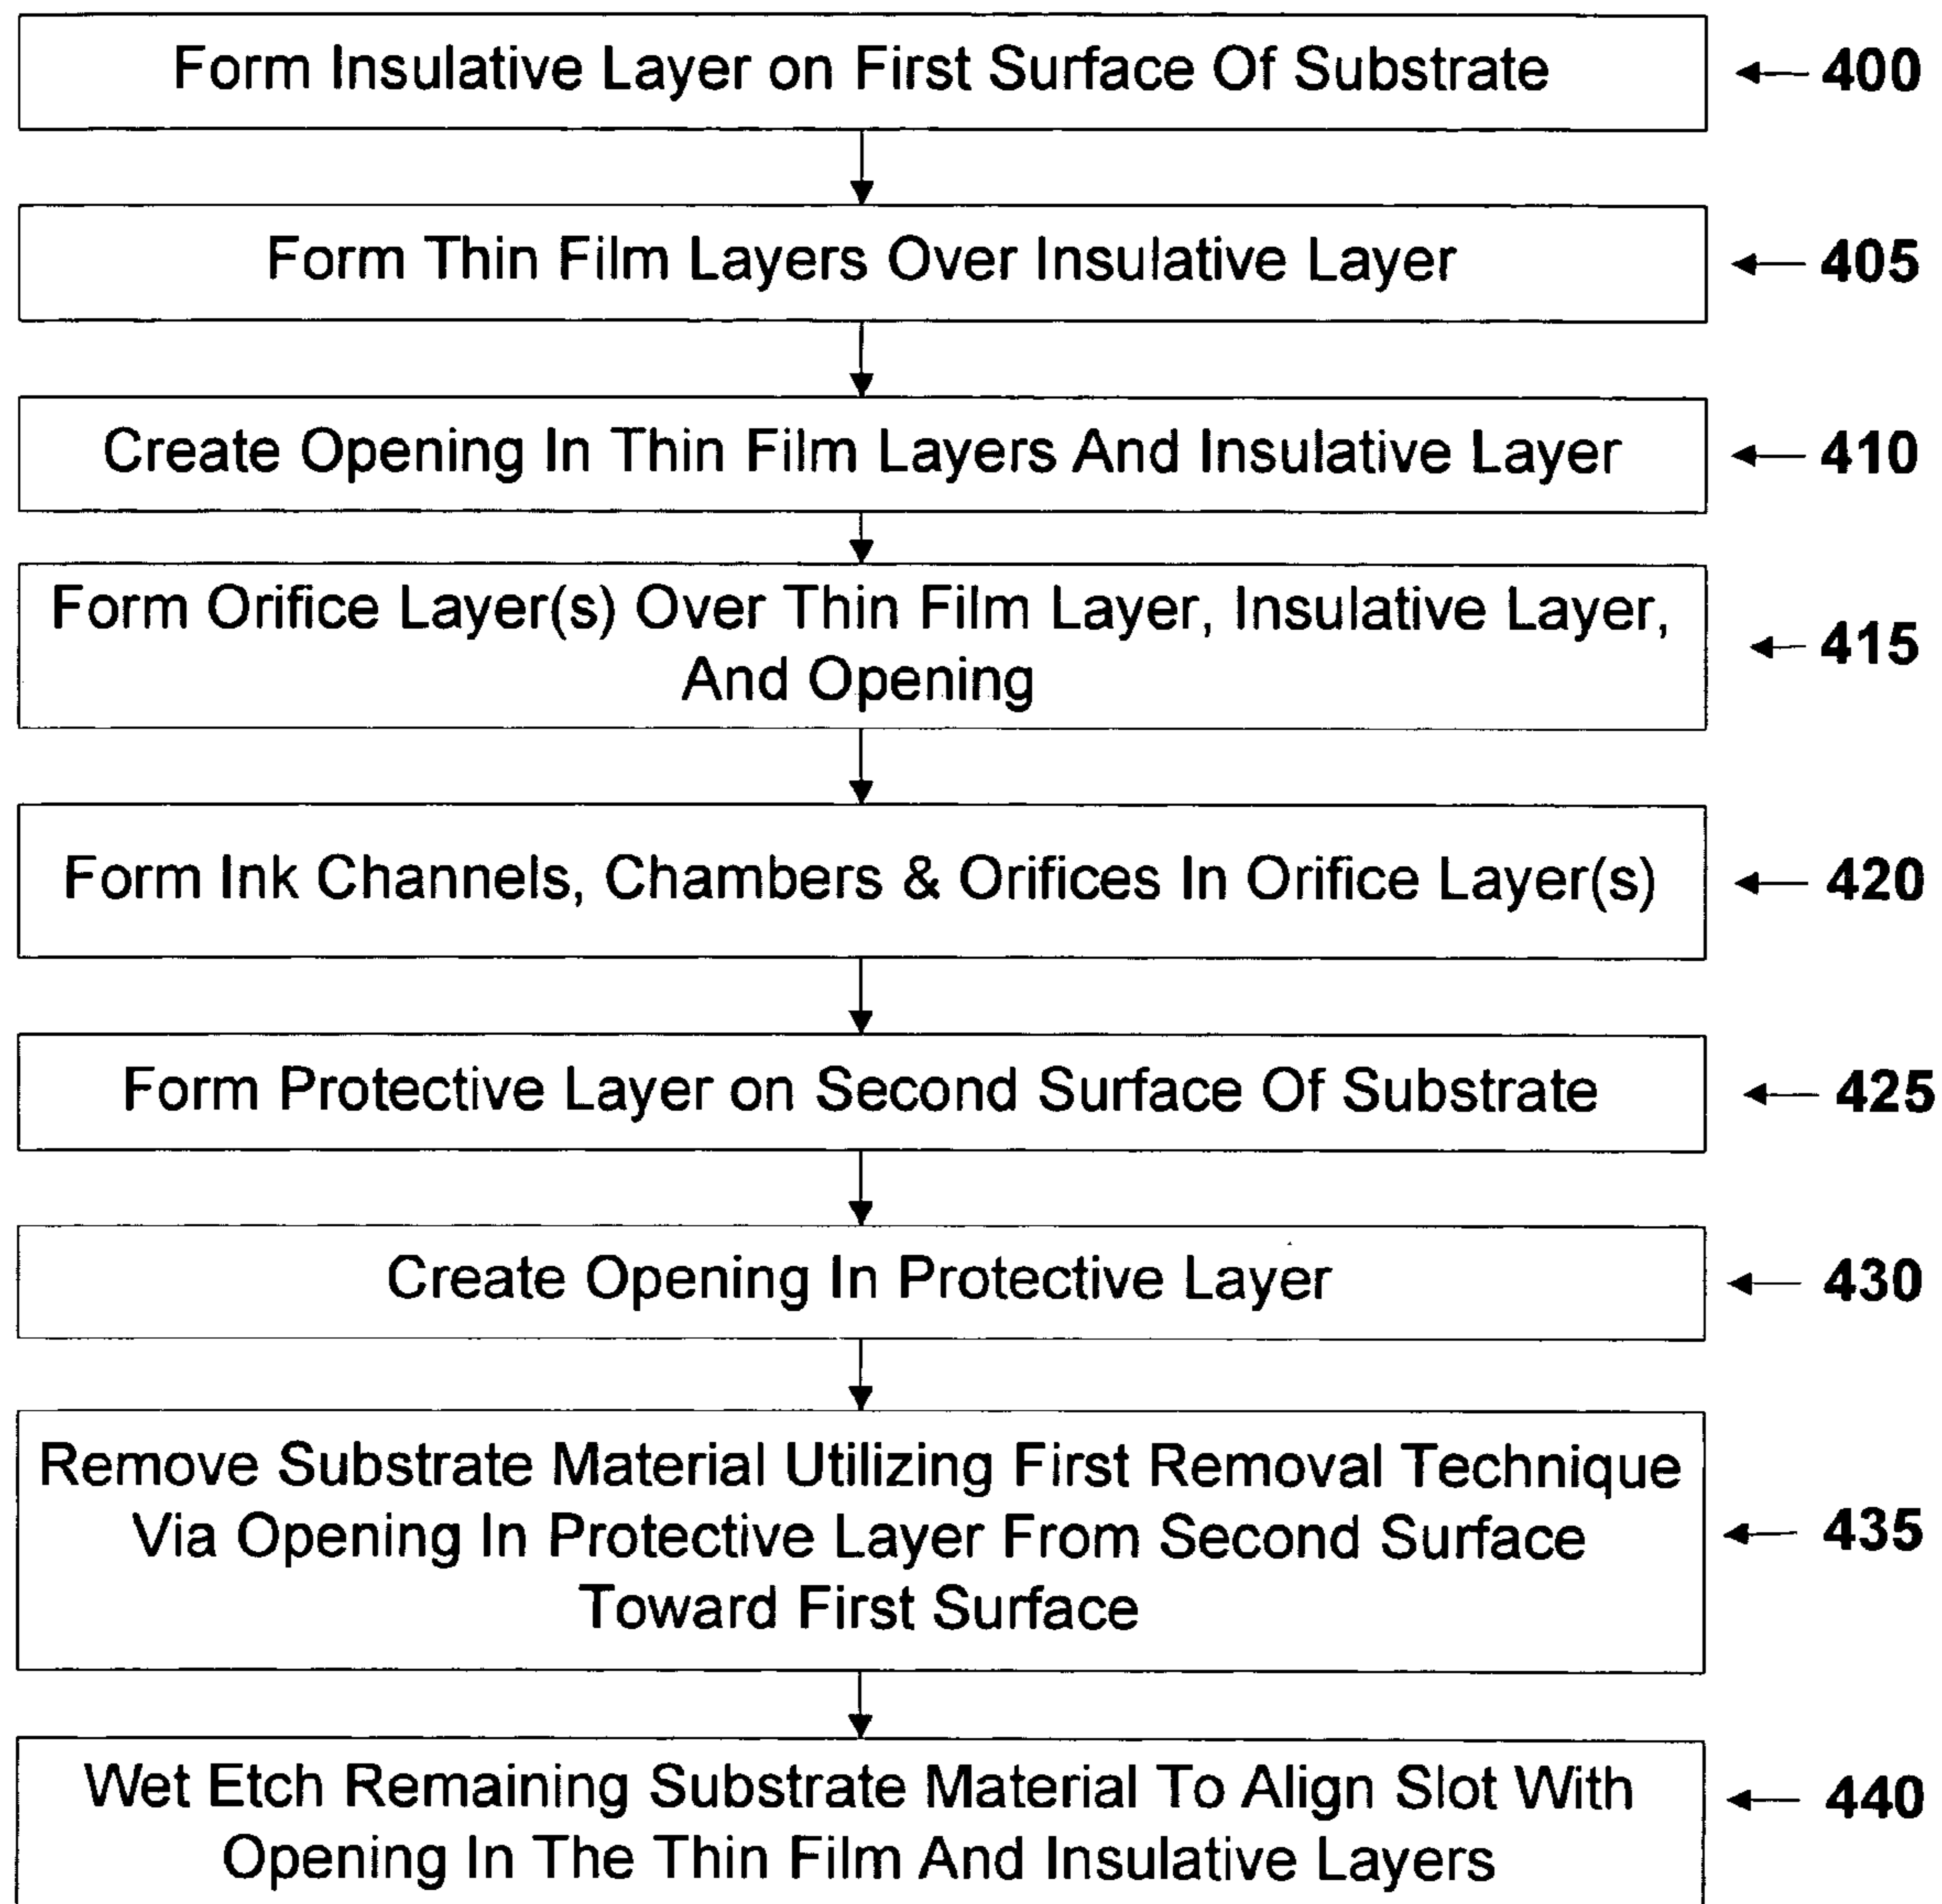 Form Insulative Layer on First Surface Of Substrate
400
Form Thin Film Layers Over Insulative Layer
405
Create Opening In Thin Film Layers And Insulative Layer
410
Form Orifice Layer(s) Over Thin Film Layer, Insulative Layer,
And Opening
415
Form Ink Channels, Chambers & Orifices In Orifice Layer(s)
420
Form Protective Layer on Second Surface Of Substrate
425
Create Opening In Protective Layer
430
Remove Substrate Material Utilizing First Removal Technique
Via Opening In Protective Layer From Second Surface
Toward First Surface
435
Wet Etch Remaining Substrate Material To Align Slot With
Opening In The Thin Film And Insulative Layers
440